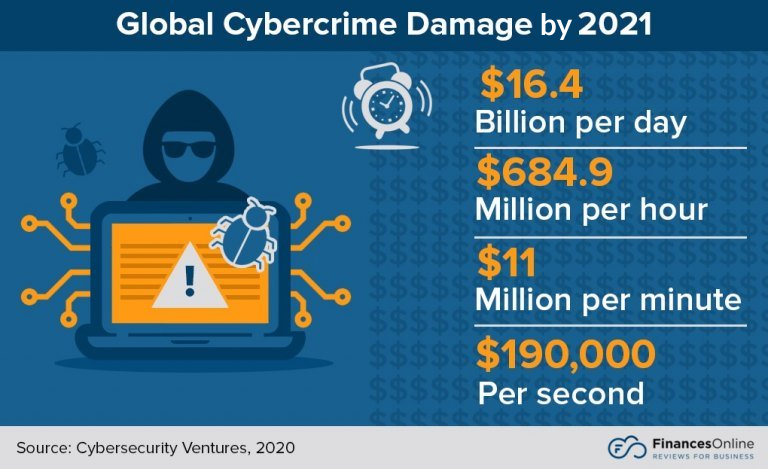 Global Cybercrime Damage by 2021
$16.4
Billion per day
$684.9
Million per hour
$11
Million per minute
$190,000
Per second
!
Source: Cybersecurity Ventures, 2020
FinancesOnline
REVIEWS FOR BUSINESS